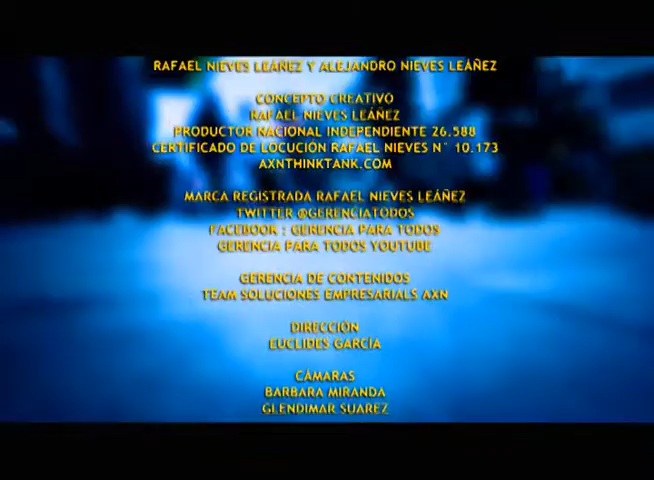 RAFAEL NIEVES LEÁÑEZ Y ALEJANDRO NIEVES LEÁÑEZ
CONCEPTO CREATIVO
RAFAEL NIEVES LEÁÑEZ
PRODUCTOR NACIONAL INDEPENDIENTE 26.588
CERTIFICADO DE LOCUCIÓN RAFAEL NIEVES N° 10.173
AXNTHINKTANK.COM
MARCA REGISTRADA RAFAEL NIEVES LEÁÑEZ
TWITTER @GERENCIATODOS
FACEBOOK : GERENCIA PARA TODOS
GERENCIA PARA TODOS YOUTUBE
GERENCIA DE CONTENIDOS
TEAM SOLUCIONES EMPRESARIALS AXN
DIRECCIÓN
EUCLIDES GARCÍA
CÁMARAS
BARBARA MIRANDA
GLENDIMAR SUAREZ